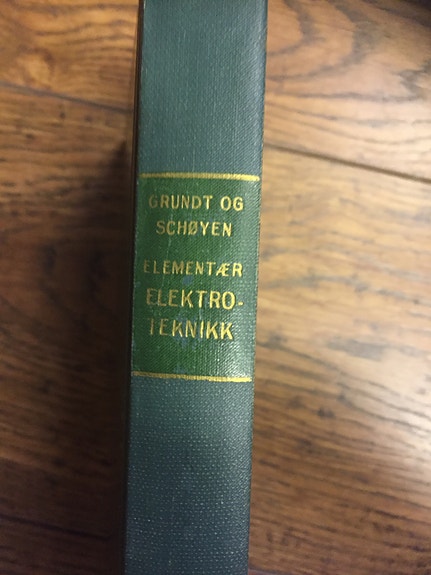 GRUNDT OG
SCHØYEN
ELEMENTÆR
ELEKTRO-
TEKNIKK